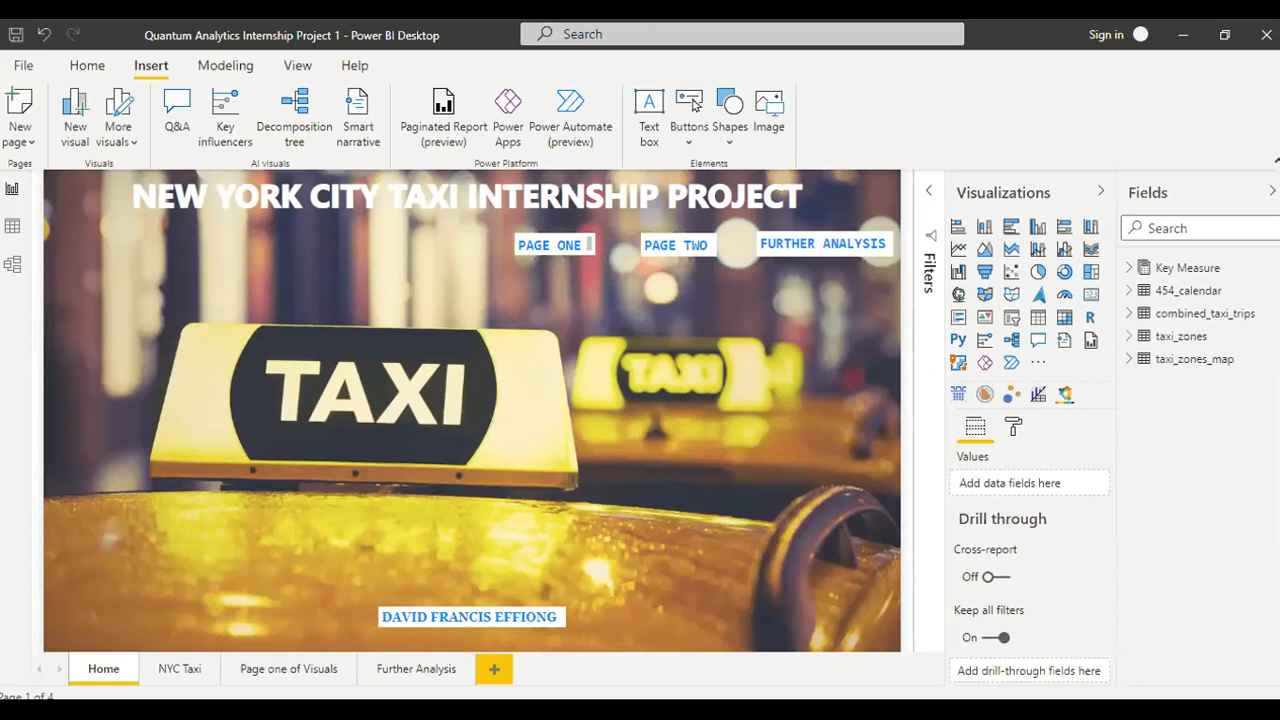 Quantum Analytics Internship Project 1 - Power BI Desktop
Search
Sign in
File Home Insert Modeling View Help
New page
New visual
More visuals
Q&A
Key influencers
Decomposition tree
Smart narrative
Paginated Report (preview)
Power Apps
Power Automate (preview)
Text box
Buttons
Shapes
Image
Pages
Visuals
AI visuals
Power Platform
Elements
NEW YORK CITY TAXI INTERNSHIP PROJECT
PAGE ONE
PAGE TWO
FURTHER ANALYSIS
TAXI
TAXI
DAVID FRANCIS EFFIONG
Filters
Visualizations
R
Py
Values
Add data fields here
Drill through
Cross-report
Off
Keep all filters
On
Add drill-through fields here
Fields
Search
Key Measure
454_calendar
combined_taxi_trips
taxi_zones
taxi_zones_map
Home
NYC Taxi
Page one of Visuals
Further Analysis
Page 1 of 4